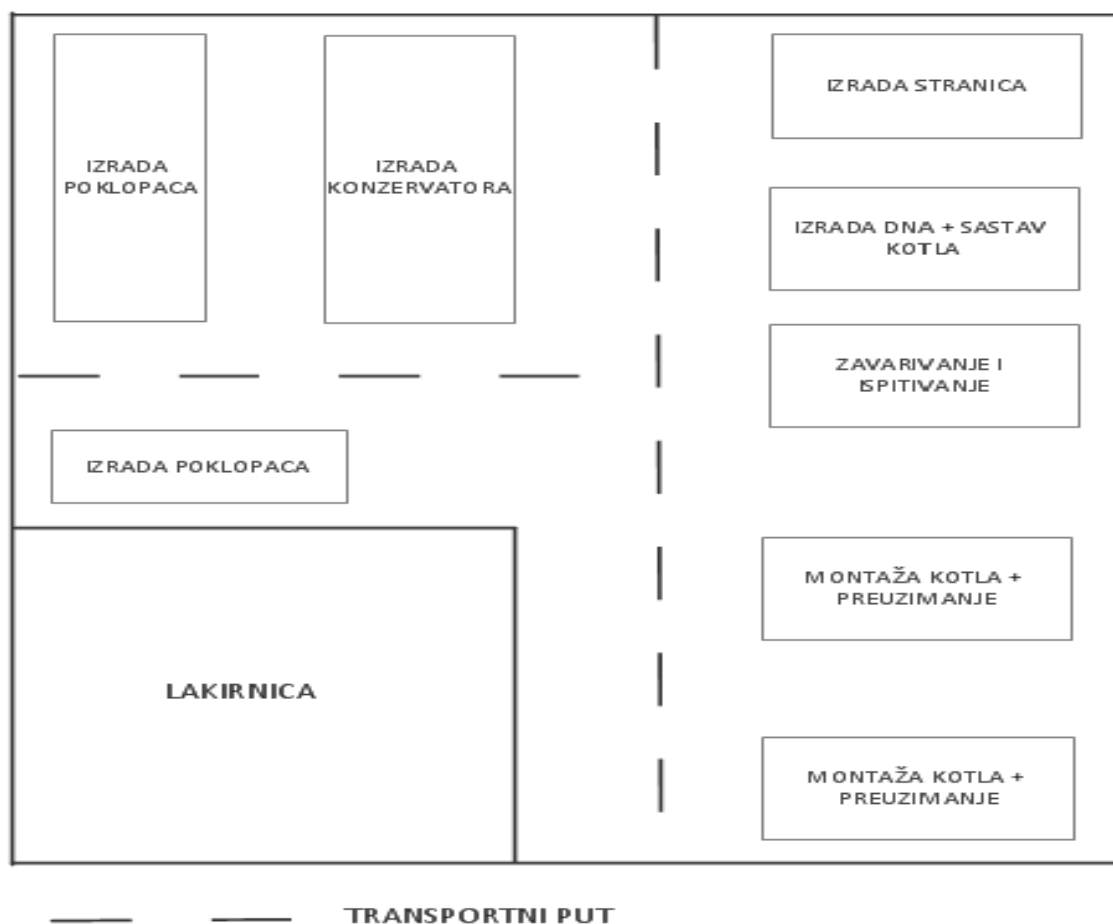 IZRADA
POKLOPACA
IZRADA
KONZERVATORA
IZRADA STRANICA
IZRADA DNA + SASTAV
KOTLA
ZAVARIVANJE I
ISPITIVANJE
IZRADA POKLOPACA
MONTAŽA KOTLA +
PREUZIMANJE
LAKIRNICA
MONTAŽA KOTLA +
PREUZIMANJE
TRANSPORTNI PUT